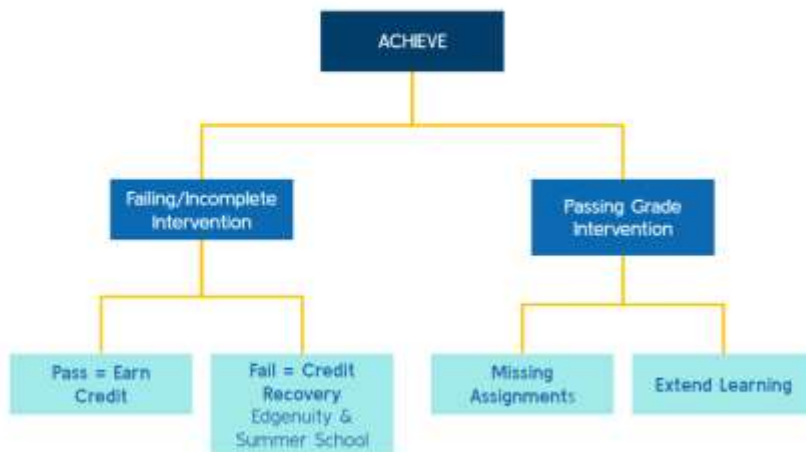 ACHIEVE
Failing/Incomplete
Intervention
Passing Grade
Intervention
Pass = Earn
Credit
Fail = Credit
Recovery
Edgenuity &
Summer School
Missing
Assignments
Extend Learning